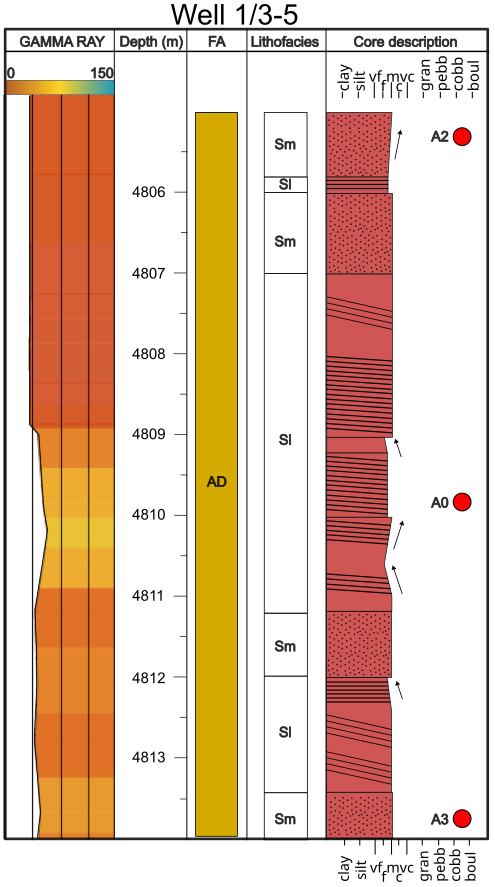 Well 1/3-5
GAMMA RAY Depth (m) FA Lithofacies Core description
0 150
clay silt vf f m c vc gran pebb cobb boul
Sm A2
Sl
4806
Sm
4807
4808
4809
Sl
AD A0
4810
4811
Sm
4812
Sl
4813
Sm A3
clay silt vf f m c vc gran pebb cobb boul